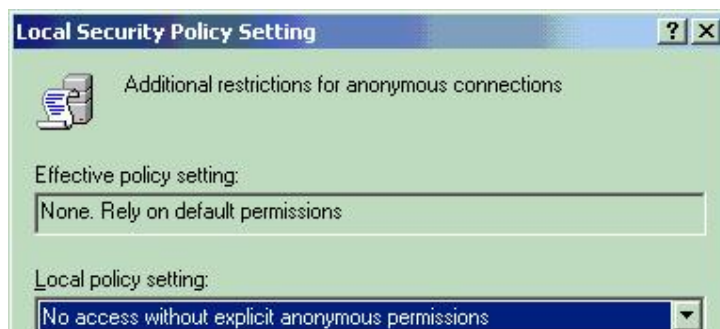 Local Security Policy Setting
Additional restrictions for anonymous connections
Effective policy setting:
None. Rely on default permissions
Local policy setting:
No access without explicit anonymous permissions